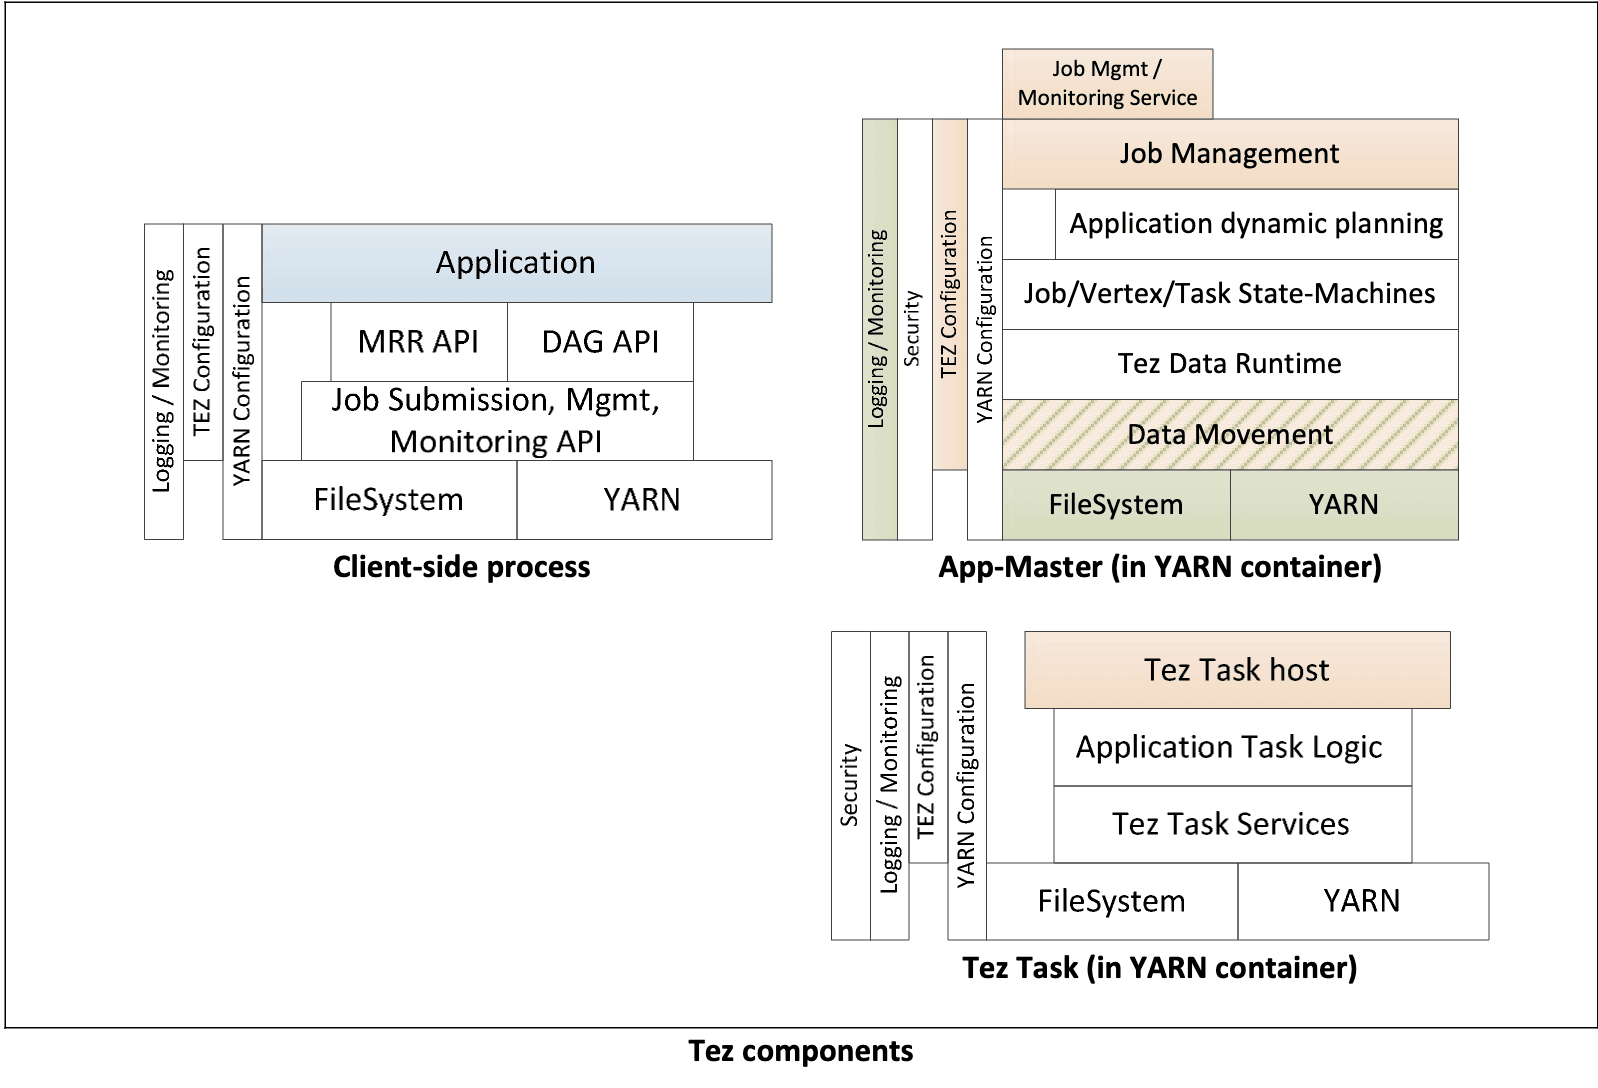 Logging / Monitoring
TEZ Configuration
YARN Configuration
Application
MRR API
DAG API
Job Submission, Mgmt,
Monitoring API
FileSystem
YARN
Client-side process
Job Mgmt /
Monitoring Service
Logging / Monitoring
Security
TEZ Configuration
YARN Configuration
Job Management
Application dynamic planning
Job/Vertex/Task State-Machines
Tez Data Runtime
Data Movement
FileSystem
YARN
App-Master (in YARN container)
Security
Logging / Monitoring
TEZ Configuration
YARN Configuration
Tez Task host
Application Task Logic
Tez Task Services
FileSystem
YARN
Tez Task (in YARN container)
Tez components